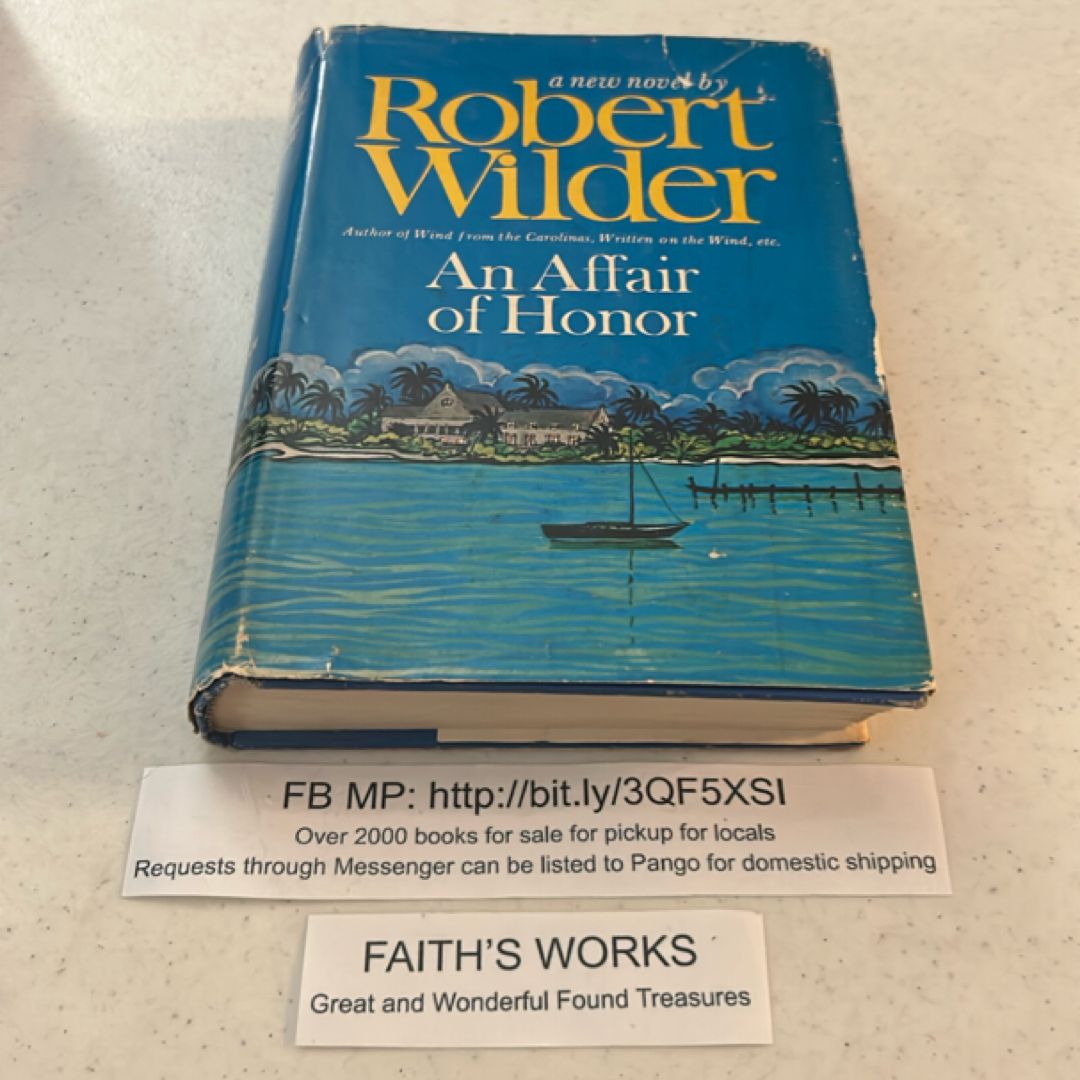 a new novel by
Robert
Wilder
Author of Wind from the Carolinas, Written on the Wind, etc.
An Affair
of Honor
FB MP: http://bit.ly/3QF5XSI
Over 2000 books for sale for pickup for locals
Requests through Messenger can be listed to Pango for domestic shipping
FAITH'S WORKS
Great and Wonderful Found Treasures